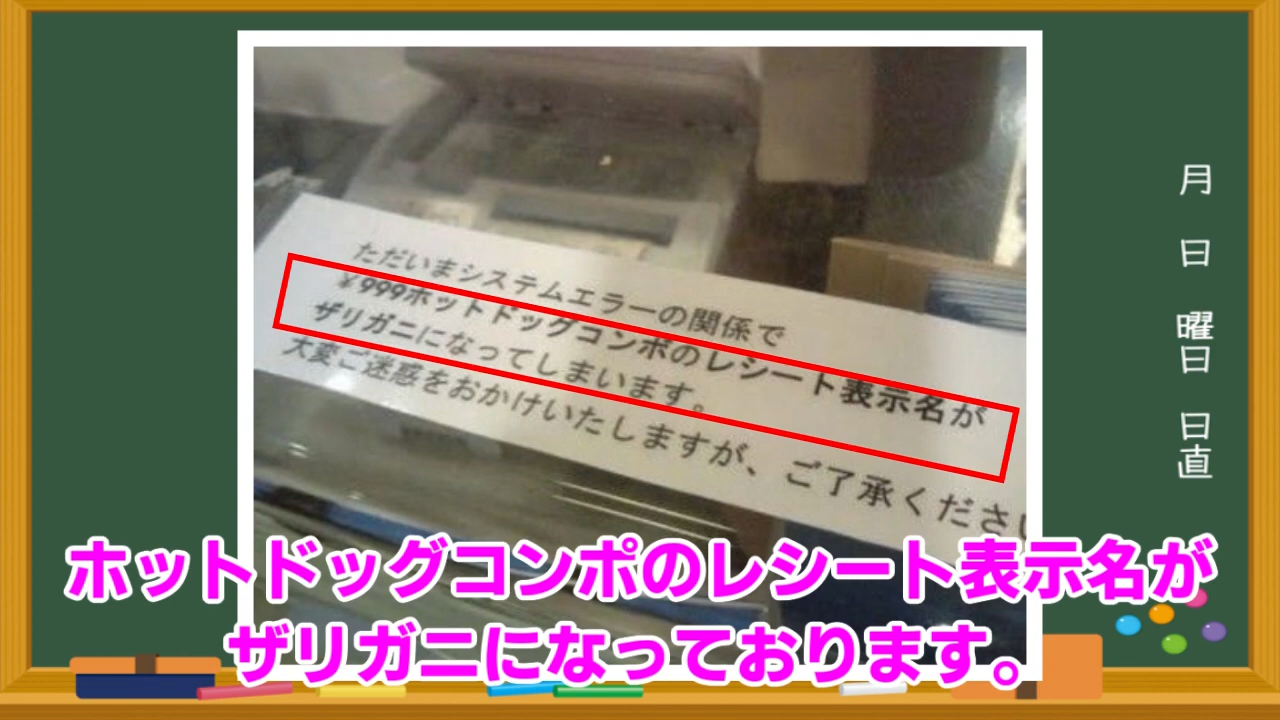 ただいまシステムエラーの関係で
¥999ホットドッグコンボのレシート表示名が
ザリガニになってしまいます。
大変ご迷惑をおかけいたしますが、ご了承くださ
月
日
曜日
日直
ホットドッグコンポのレシート表示名が
ザリガニになっております。